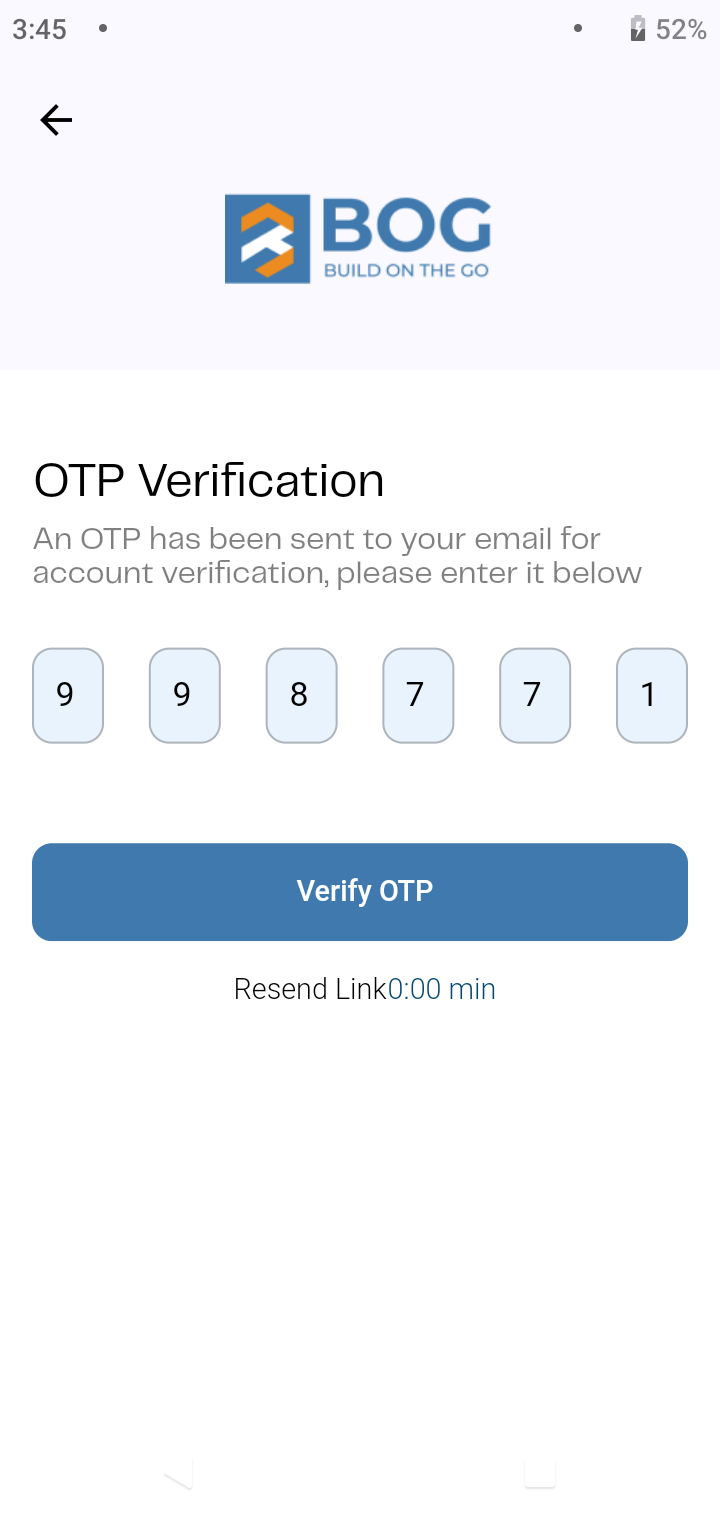 3:45
52%
BOG
BUILD ON THE GO
OTP Verification
An OTP has been sent to your email for
account verification, please enter it below
9 9 8 7 7 1
Verify OTP
Resend Link0:00 min